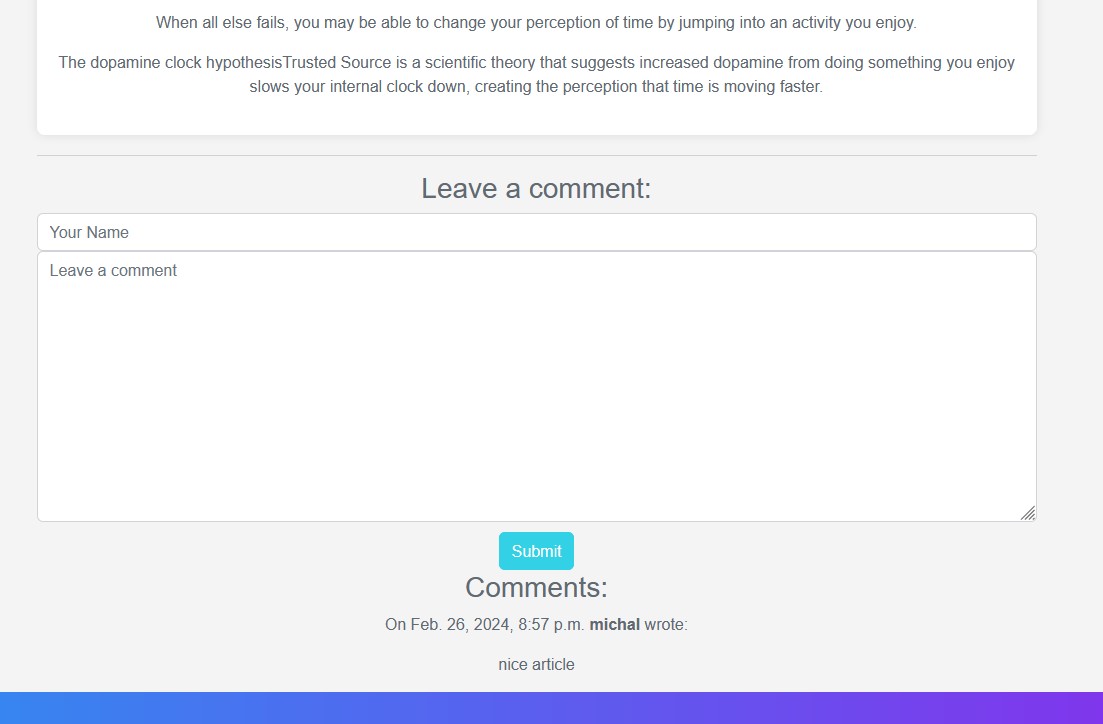 When all else fails, you may be able to change your perception of time by jumping into an activity you enjoy.
The dopamine clock hypothesisTrusted Source is a scientific theory that suggests increased dopamine from doing something you enjoy
slows your internal clock down, creating the perception that time is moving faster.
Leave a comment:
Your Name
Leave a comment
Submit
Comments:
On Feb. 26, 2024, 8:57 p.m. michal wrote:
nice article